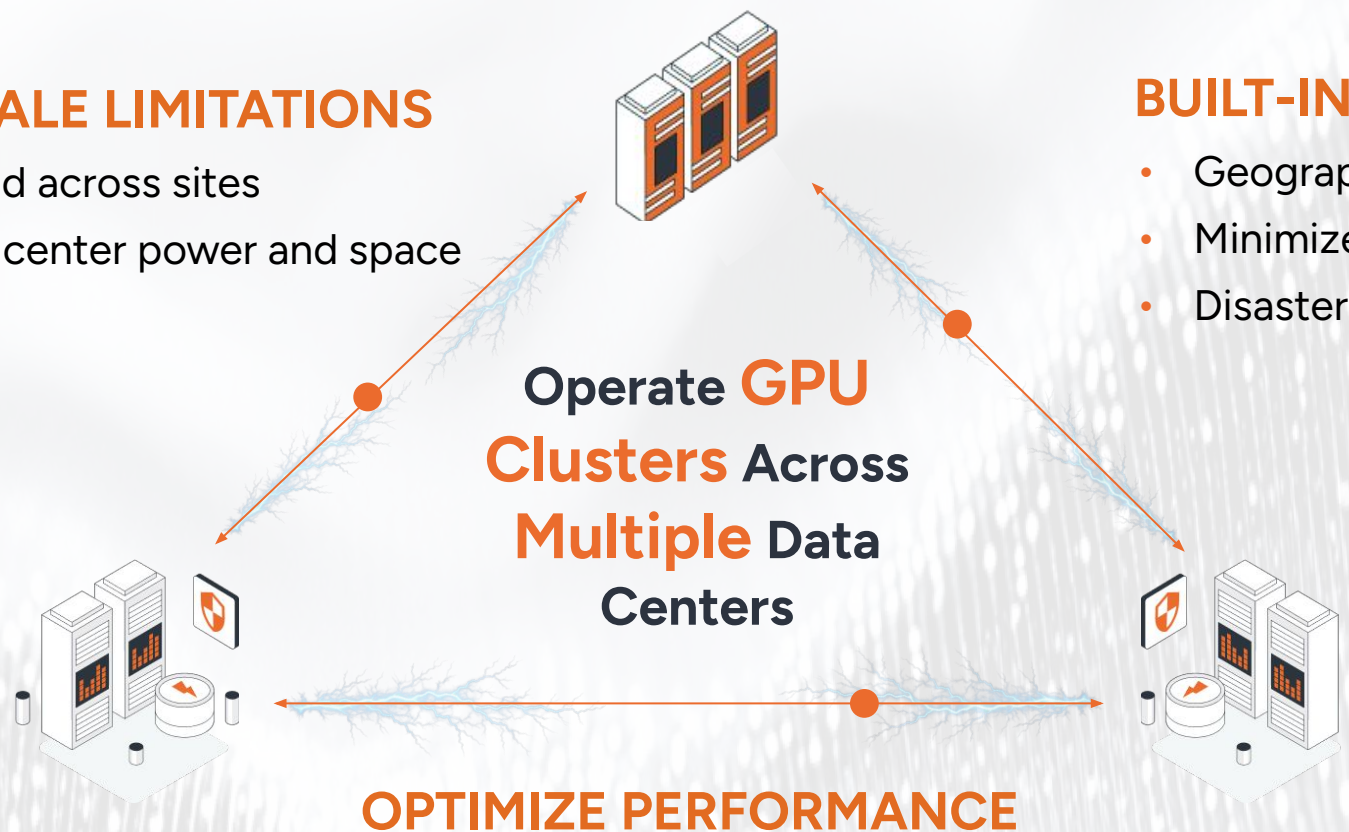 ALE LIMITATIONS
d across sites
center power and space
BUILT-IN
• Geograp
• Minimize
• Disaster
Operate GPU
Clusters Across
Multiple Data
Centers
OPTIMIZE PERFORMANCE